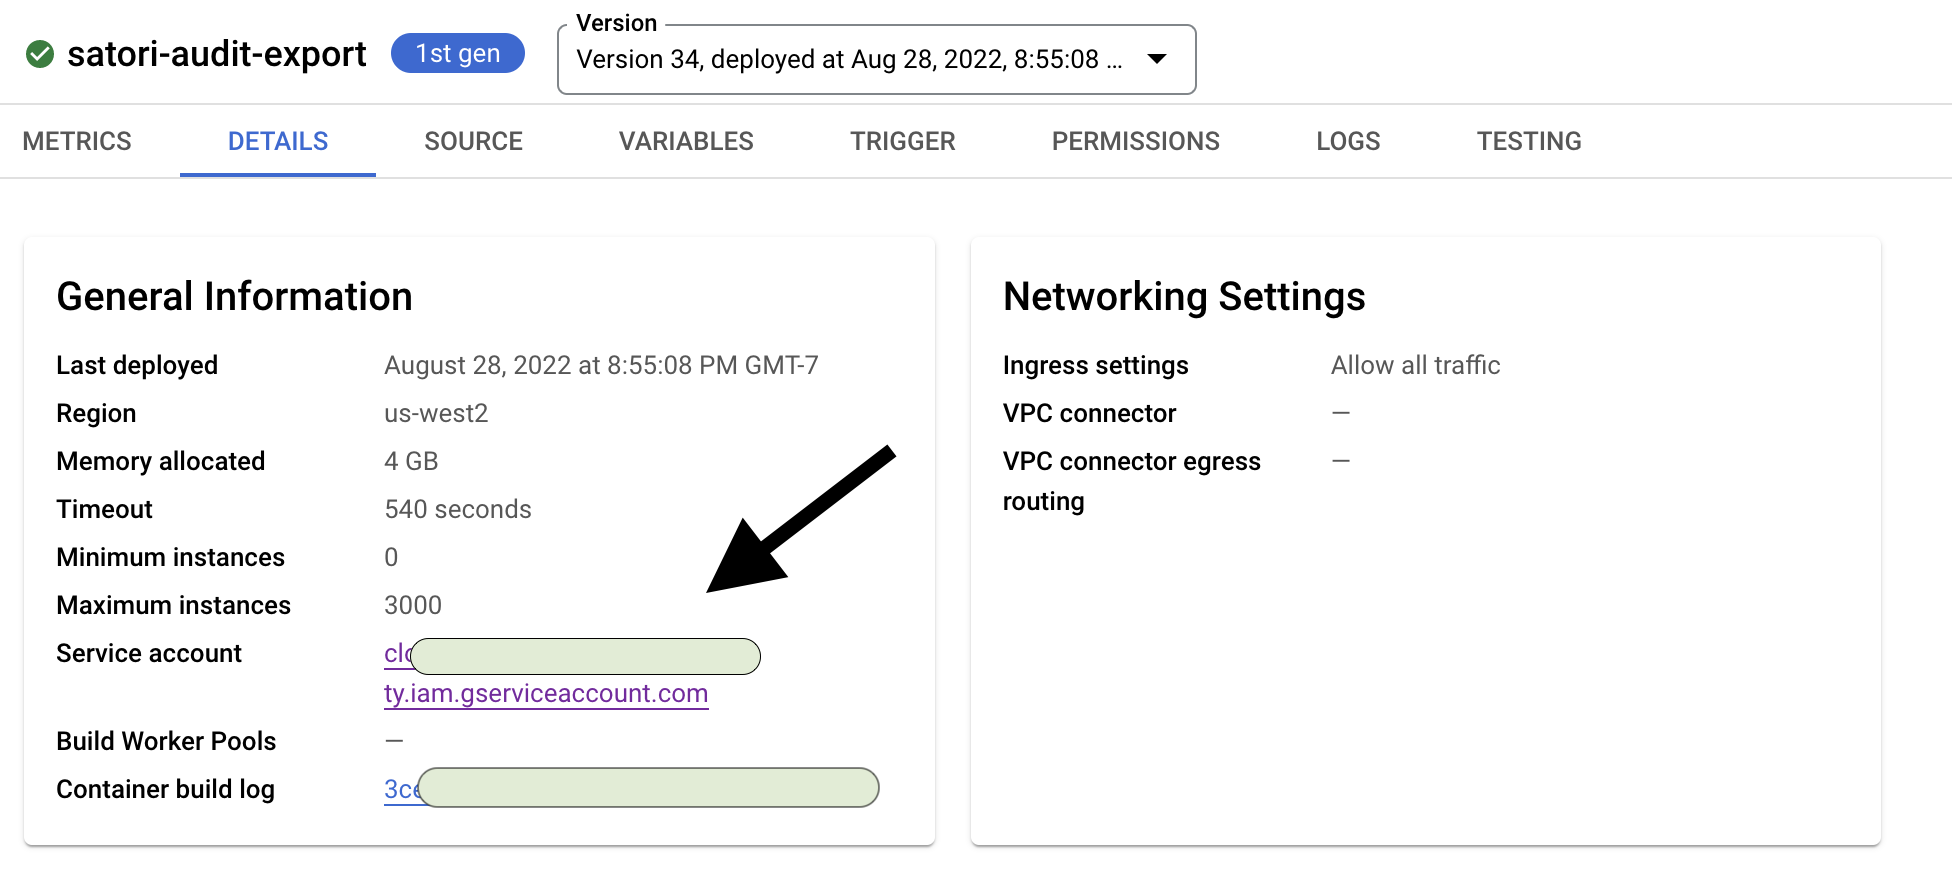 satori-audit-export
1st gen
Version
Version 34, deployed at Aug 28, 2022, 8:55:08 ...
METRICS DETAILS SOURCE VARIABLES TRIGGER PERMISSIONS LOGS TESTING
General Information
Last deployed August 28, 2022 at 8:55:08 PM GMT-7
Region us-west2
Memory allocated 4 GB
Timeout 540 seconds
Minimum instances 0
Maximum instances 3000
Service account clo
ty.iam.gserviceaccount.com
Build Worker Pools —
Container build log 3ce
Networking Settings
Ingress settings Allow all traffic
VPC connector —
VPC connector egress —
routing